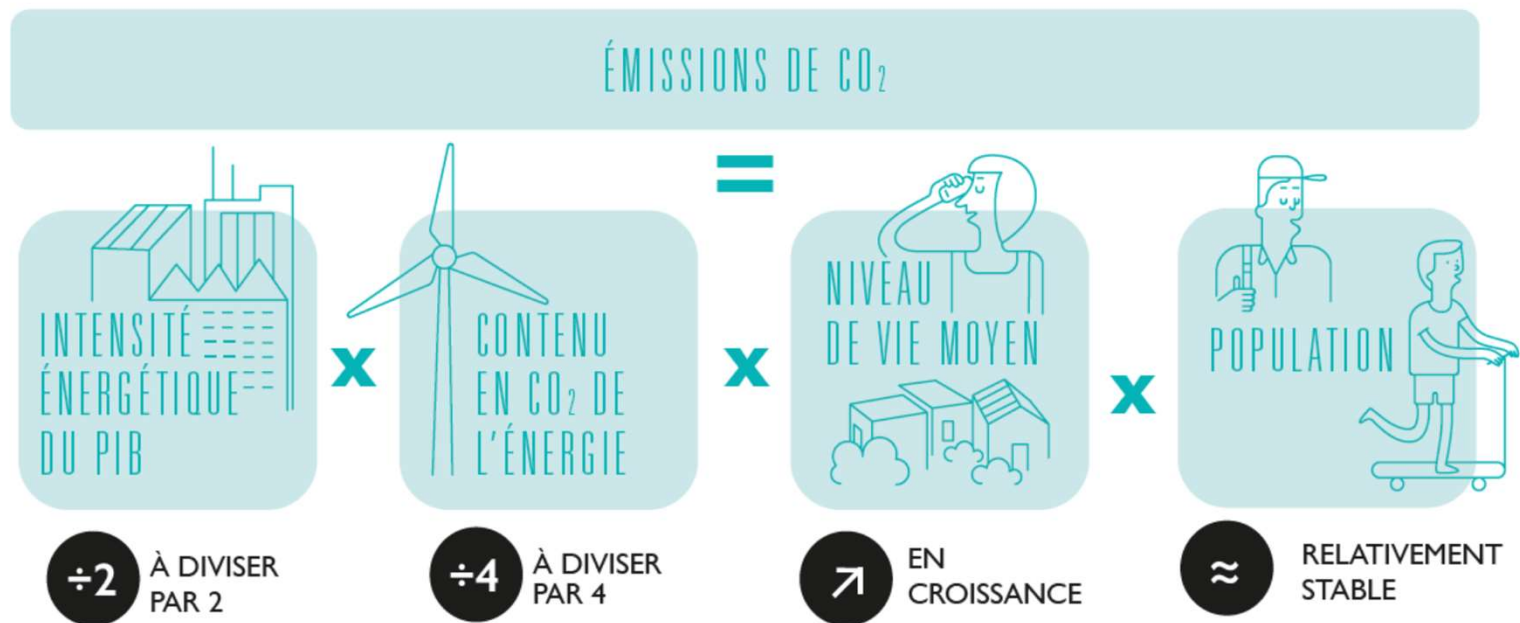 ÉMISSIONS DE CO₂
=
INTENSITÉ
ÉNERGÉTIQUE
DU PIB
x
CONTENU
EN CO₂ DE
L'ÉNERGIE
x
NIVEAU
DE VIE MOYEN
x
POPULATION
÷2
À DIVISER
PAR 2
÷4
À DIVISER
PAR 4
↗
EN
CROISSANCE
≈
RELATIVEMENT
STABLE